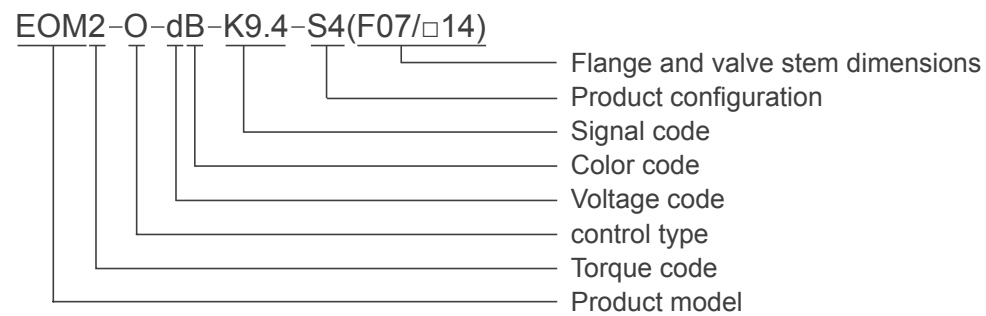 EOM2-O-dB-K9.4-S4(F07/□14)
Flange and valve stem dimensions
Product configuration
Signal code
Color code
Voltage code
control type
Torque code
Product model